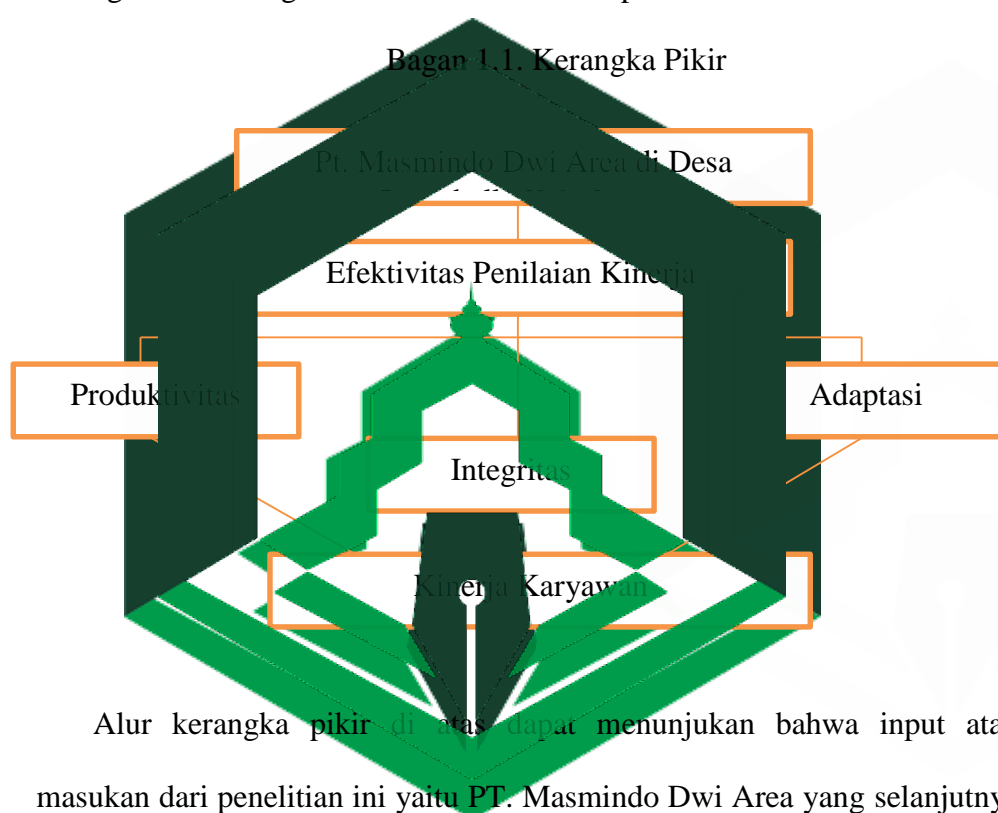 Bagan 1.1. Kerangka Pikir
Pt. Masmindo Dwi Area di Desa
Efektivitas Penilaian Kinerja
Produktivitas
Adaptasi
Integritas
Kinerja Karyawan
Alur kerangka pikir di atas dapat menunjukan bahwa input ata
masukan dari penelitian ini yaitu PT. Masmindo Dwi Area yang selanjutny